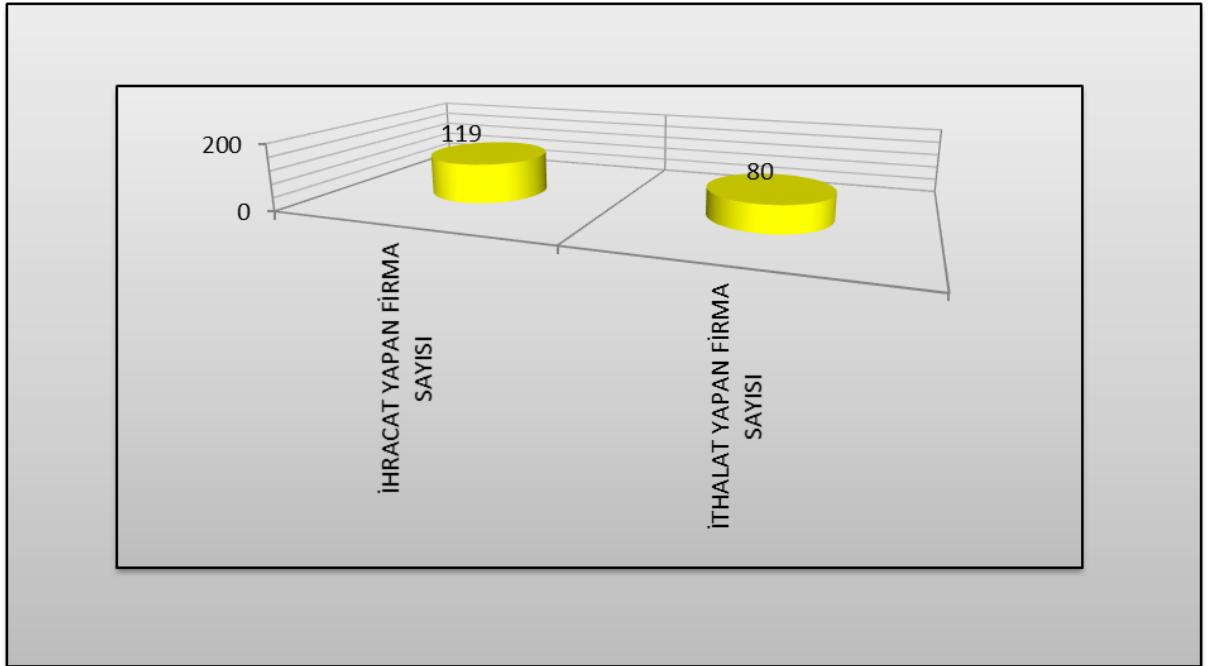 200
0
119
80
İHRACAT YAPAN FİRMA
SAYISI
İTHALAT YAPAN FİRMA
SAYISI